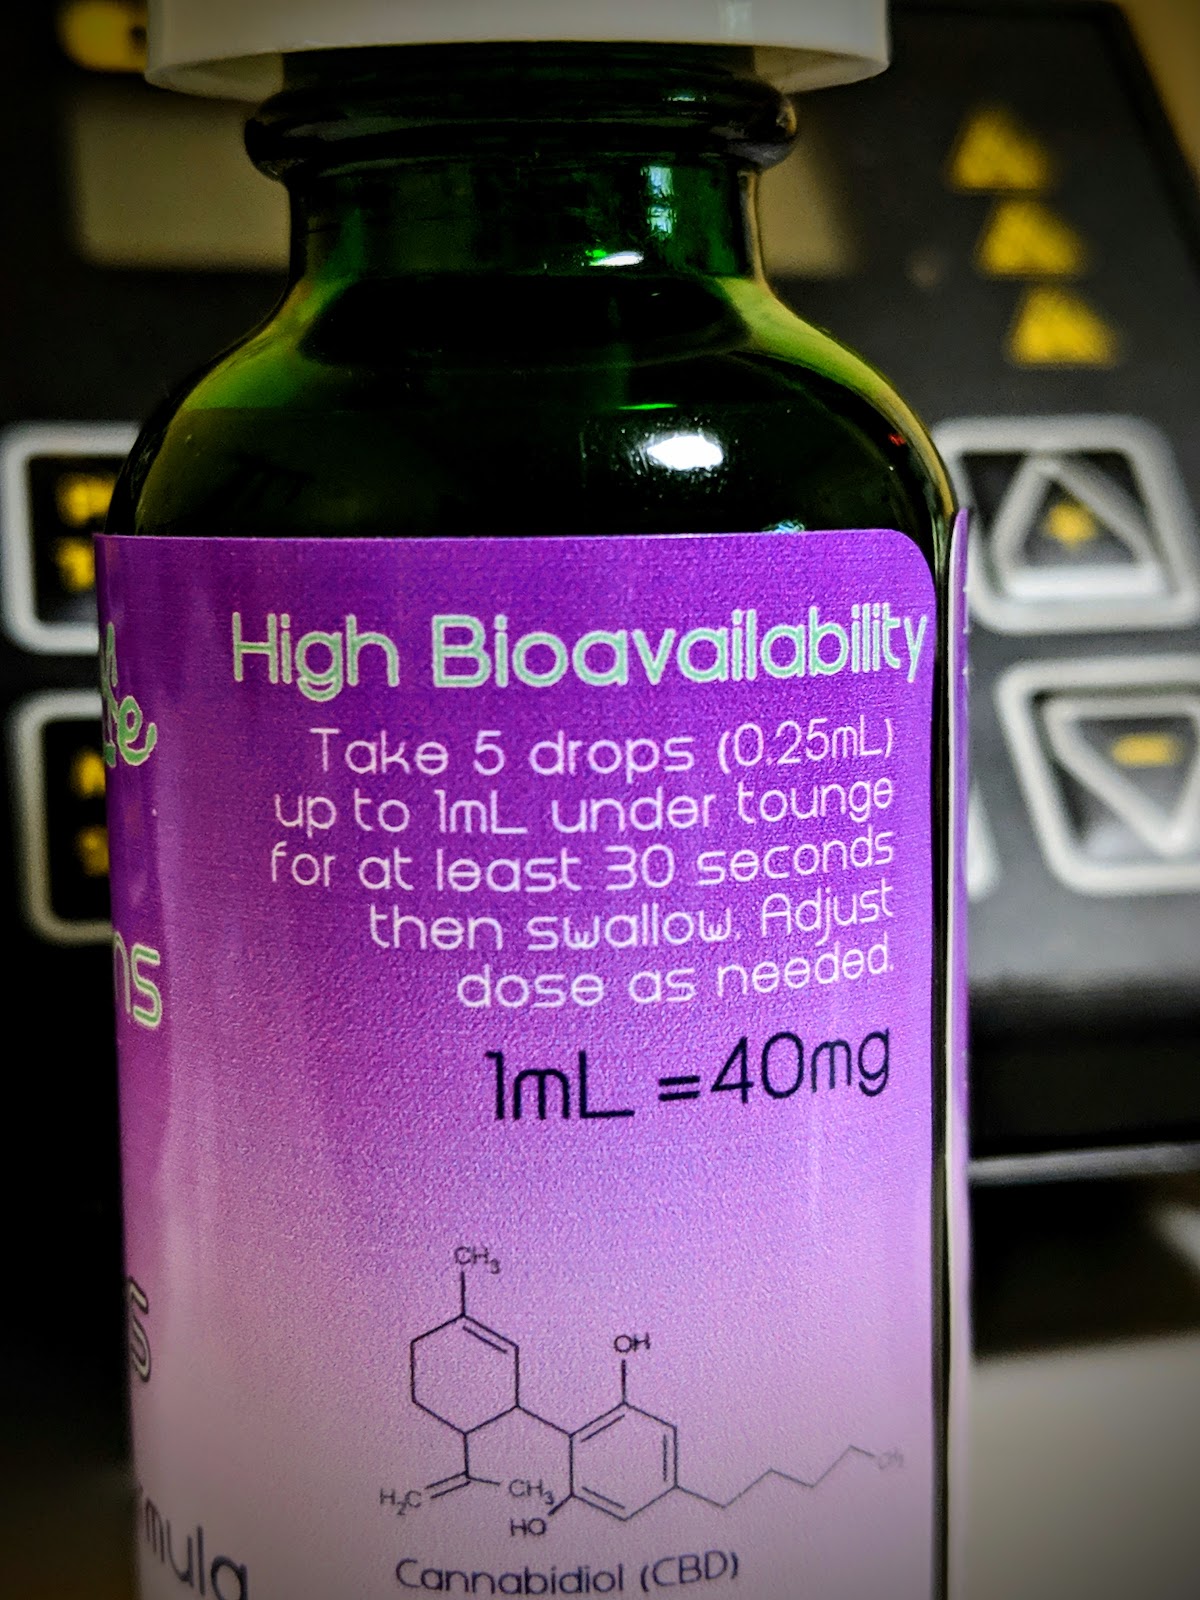 High Bioavailability
Take 5 drops (0.25mL)
up to 1mL under tounge
for at least 30 seconds
then swallow. Adjust
dose as needed.
1mL =40mg
CH3
OH
H2C
CH3
HO
Cannabidiol (CBD)